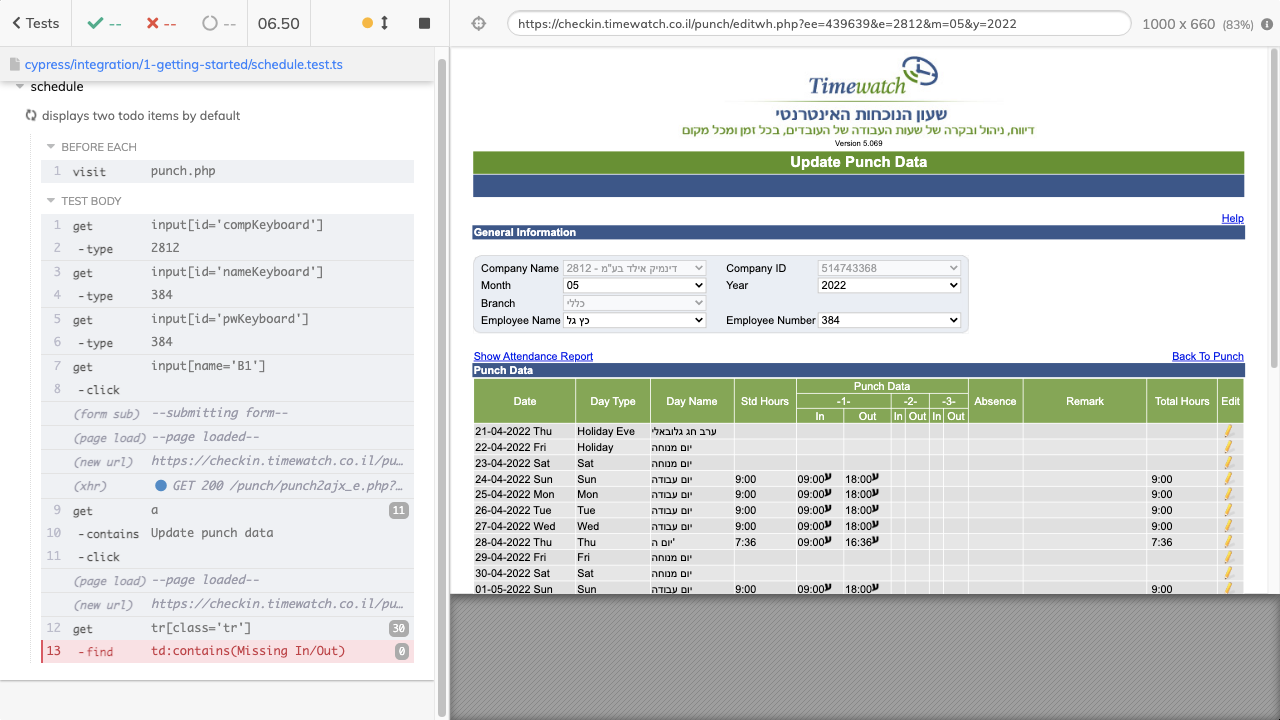 Tests
--
--
--
06.50
https://checkin.timewatch.co.il/punch/editwh.php?ee=439639&e=2812&m=05&y=2022
1000 x 660 (83%)
cypress/integration/1-getting-started/schedule.test.ts
schedule
displays two todo items by default
BEFORE EACH
1 visit punch.php
TEST BODY
1 get input[id='compKeyboard']
2 -type 2812
3 get input[id='nameKeyboard']
4 -type 384
5 get input[id='pwKeyboard']
6 -type 384
7 get input[name='B1']
8 -click
(form sub) --submitting form--
(page load) --page loaded--
(new url) https://checkin.timewatch.co.il/pu...
(xhr) GET 200 /punch/punch2ajx_e.php?...
9 get a 11
10 -contains Update punch data
11 -click
(page load) --page loaded--
(new url) https://checkin.timewatch.co.il/pu...
12 get tr[class='tr'] 30
13 -find td:contains(Missing In/Out) 0
Timewatch
שעון הנוכחות האינטרנטי
דיווח, ניהול ובקרה של שעות העבודה של העובדים, בכל זמן ומכל מקום
Version 5.069
Update Punch Data
Help
General Information
Company Name דינמיק אילד בע"מ - 2812 Company ID 514743368
Month 05 Year 2022
Branch כללי
Employee Name כץ גל Employee Number 384
Show Attendance Report Back To Punch
Punch Data
Date Day Type Day Name Std Hours Punch Data Absence Remark Total Hours Edit
-1- -2- -3-
In Out In Out In Out
21-04-2022 Thu Holiday Eve ערב חג גלובאלי
22-04-2022 Fri Holiday יום מנוחה
23-04-2022 Sat Sat יום מנוחה
24-04-2022 Sun Sun יום עבודה 9:00 09:00ע 18:00ע 9:00
25-04-2022 Mon Mon יום עבודה 9:00 09:00ע 18:00ע 9:00
26-04-2022 Tue Tue יום עבודה 9:00 09:00ע 18:00ע 9:00
27-04-2022 Wed Wed יום עבודה 9:00 09:00ע 18:00ע 9:00
28-04-2022 Thu Thu יום ה' 7:36 09:00ע 16:36ע 7:36
29-04-2022 Fri Fri יום מנוחה
30-04-2022 Sat Sat יום מנוחה
01-05-2022 Sun Sun יום עבודה 9:00 09:00ע 18:00ע 9:00